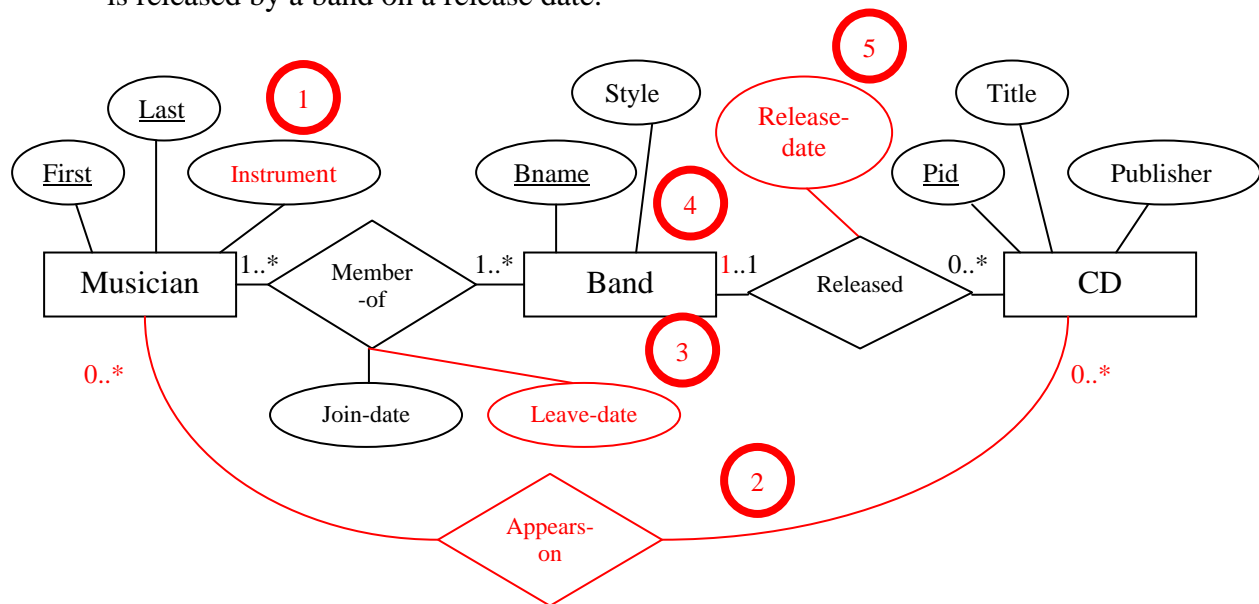 is released by a band on a release date.
5
1
Style
Title
Last
Release-
date
First
Instrument
Bname
Pid
Publisher
4
Musician
1..*
Member
-of
1..*
Band
1..1
Released
0..*
CD
3
0..*
0..*
Join-date
Leave-date
2
Appears-
on